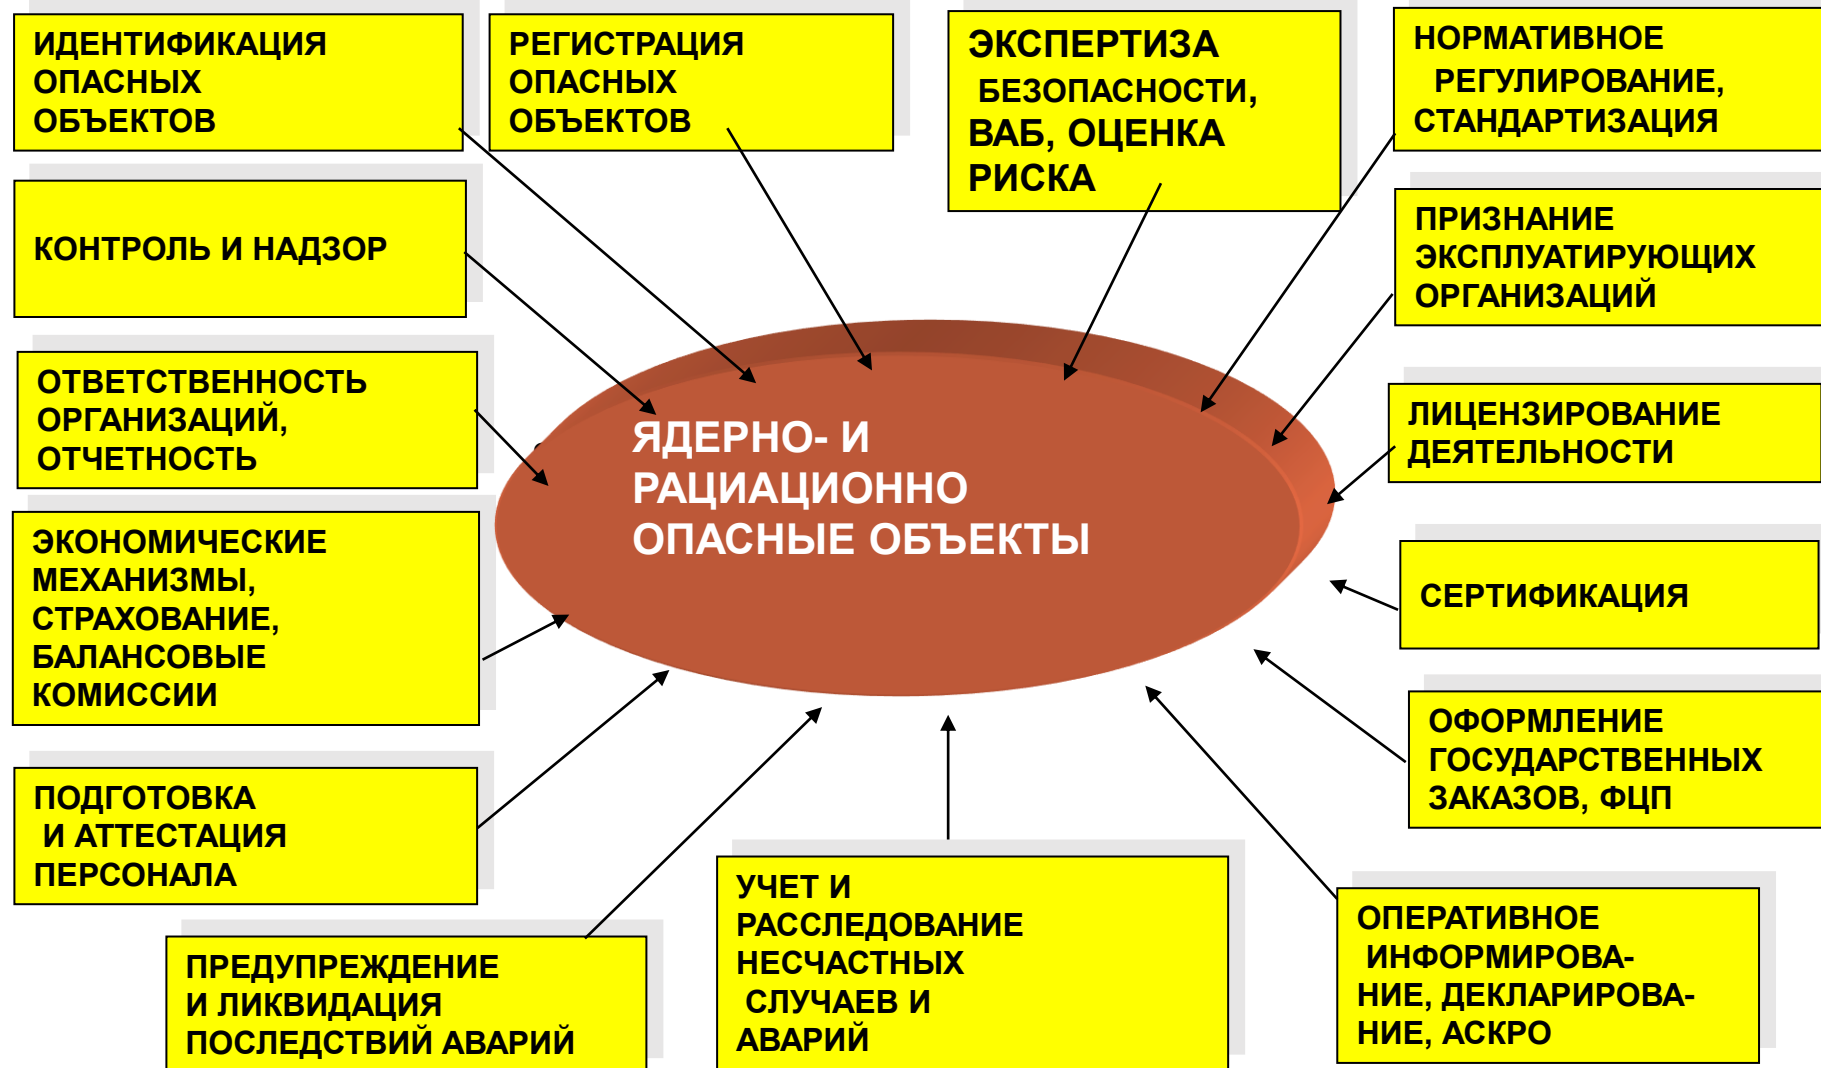 ИДЕНТИФИКАЦИЯ
ОПАСНЫХ
ОБЪЕКТОВ
РЕГИСТРАЦИЯ
ОПАСНЫХ
ОБЪЕКТОВ
ЭКСПЕРТИЗА
БЕЗОПАСНОСТИ,
ВАБ, ОЦЕНКА
РИСКА
НОРМАТИВНОЕ
РЕГУЛИРОВАНИЕ,
СТАНДАРТИЗАЦИЯ
КОНТРОЛЬ И НАДЗОР
ПРИЗНАНИЕ
ЭКСПЛУАТИРУЮЩИХ
ОРГАНИЗАЦИЙ
ОТВЕТСТВЕННОСТЬ
ОРГАНИЗАЦИЙ,
ОТЧЕТНОСТЬ
ЯДЕРНО- И
РАЦИАЦИОННО
ОПАСНЫЕ ОБЪЕКТЫ
ЛИЦЕНЗИРОВАНИЕ
ДЕЯТЕЛЬНОСТИ
ЭКОНОМИЧЕСКИЕ
МЕХАНИЗМЫ,
СТРАХОВАНИЕ,
БАЛАНСОВЫЕ
КОМИССИИ
СЕРТИФИКАЦИЯ
ОФОРМЛЕНИЕ
ГОСУДАРСТВЕННЫХ
ЗАКАЗОВ, ФЦП
ПОДГОТОВКА
И АТТЕСТАЦИЯ
ПЕРСОНАЛА
ПРЕДУПРЕЖДЕНИЕ
И ЛИКВИДАЦИЯ
ПОСЛЕДСТВИЙ АВАРИЙ
УЧЕТ И
РАССЛЕДОВАНИЕ
НЕСЧАСТНЫХ
СЛУЧАЕВ И
АВАРИЙ
ОПЕРАТИВНОЕ
ИНФОРМИРОВА-
НИЕ, ДЕКЛАРИРОВА-
НИЕ, АСКРО